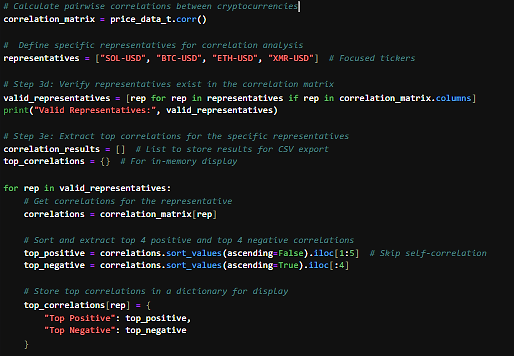 # Calculate pairwise correlations between cryptocurrencies
correlation_matrix = price_data_t.corr()
#  Define specific representatives for correlation analysis
representatives = ["SOL-USD", "BTC-USD", "ETH-USD", "XMR-USD"]  # Focused tickers
# Step 3d: Verify representatives exist in the correlation matrix
valid_representatives = [rep for rep in representatives if rep in correlation_matrix.columns]
print("Valid Representatives:", valid_representatives)
# Step 3e: Extract top correlations for the specific representatives
correlation_results = []  # List to store results for CSV export
top_correlations = {}  # For in-memory display
for rep in valid_representatives:
    # Get correlations for the representative
    correlations = correlation_matrix[rep]
    # Sort and extract top 4 positive and top 4 negative correlations
    top_positive = correlations.sort_values(ascending=False).iloc[1:5]  # Skip self-correlation
    top_negative = correlations.sort_values(ascending=True).iloc[:4]
    # Store top correlations in a dictionary for display
    top_correlations[rep] = {
        "Top Positive": top_positive,
        "Top Negative": top_negative
    }